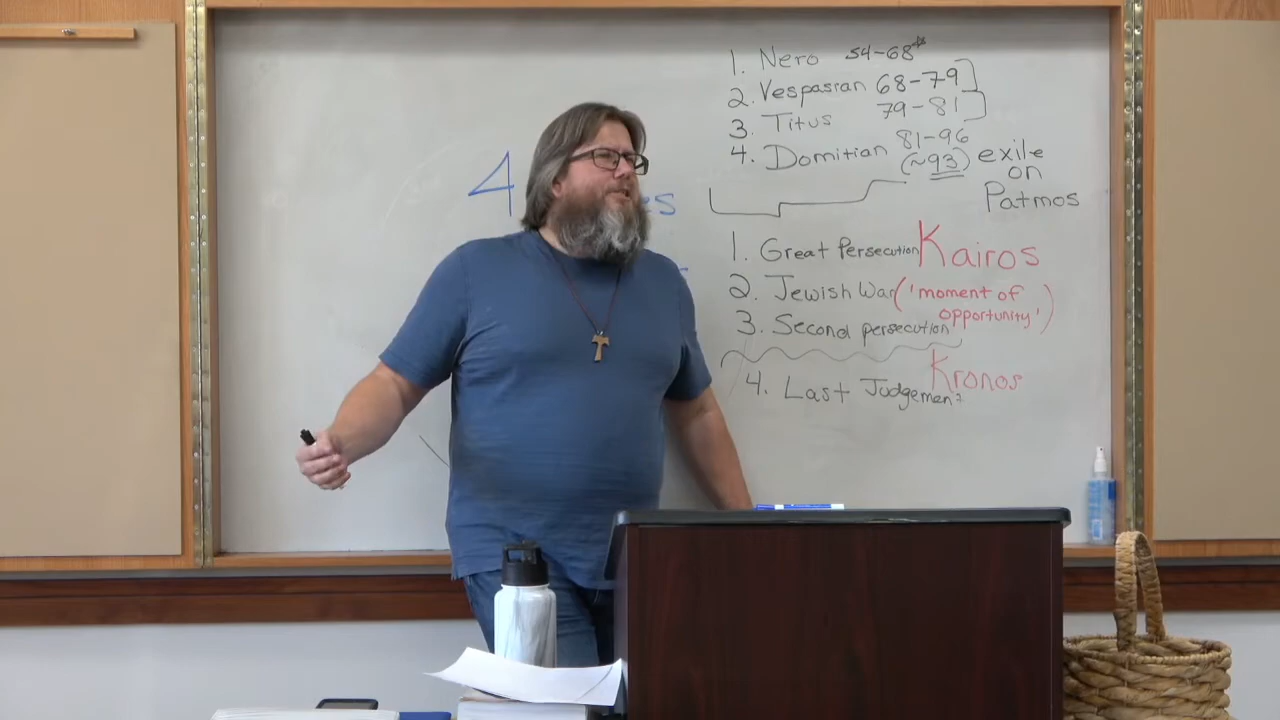 1. Nero 54-68*
2. Vespasian 68-79
3. Titus 79-81
4. Domitian 81-96
(~93) exile
on
Patmos
4 es
1. Great Persecution Kairos
2. Jewish War ('moment of
opportunity')
3. Second persecution
Kronos
4. Last Judgement